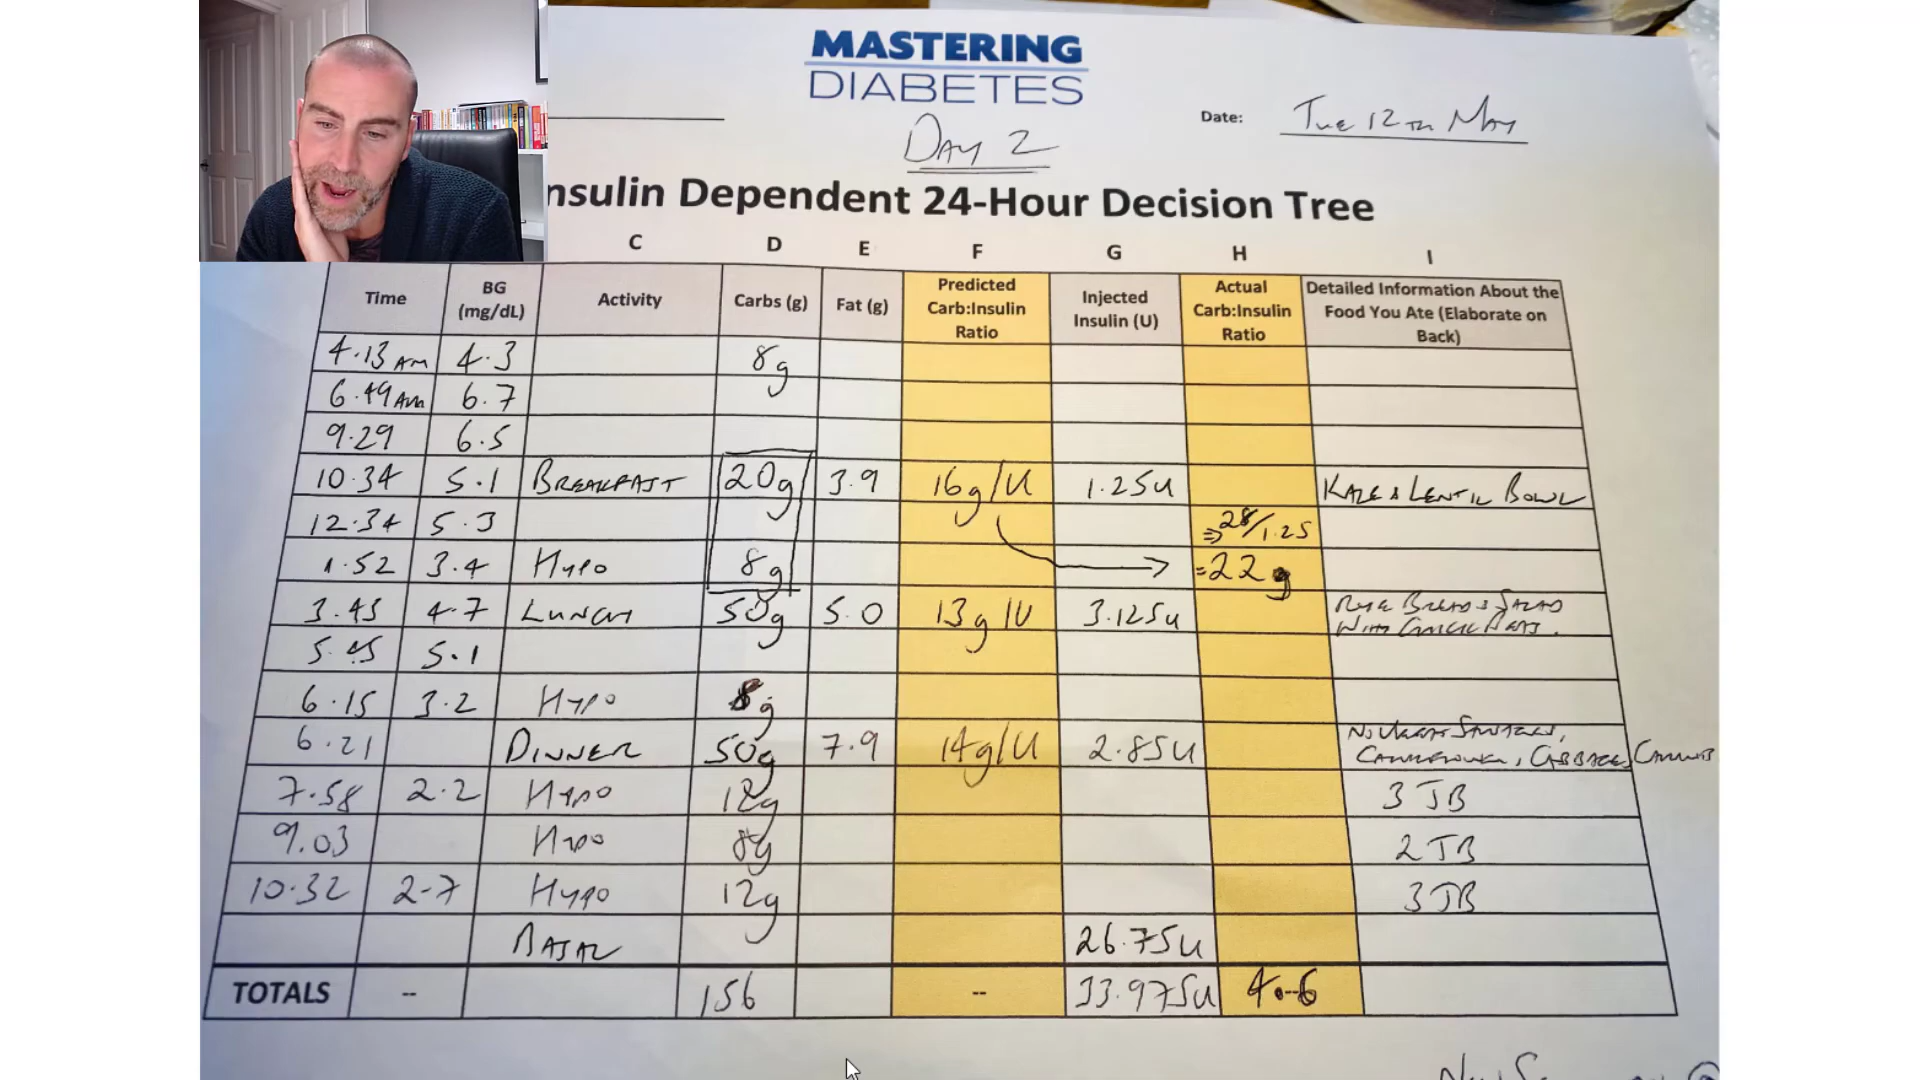 MASTERING
DIABETES
Date: Tue 12th May
Day 2
nsulin Dependent 24-Hour Decision Tree
C D E F G H I
Time BG (mg/dL) Activity Carbs (g) Fat (g) Predicted Carb:Insulin Ratio Injected Insulin (U) Actual Carb:Insulin Ratio Detailed Information About the Food You Ate (Elaborate on Back)
4.13 AM 4.3 8g
6.49 AM 6.7
9.29 6.5
10.34 5.1 BREAKFAST 20g 3.9 16g/U 1.25u KALE & LENTIL BOWL
12.34 5.3 => 28/1.25
1.52 3.4 HYPO 8g = 22g
3.45 4.7 LUNCH 50g 5.0 13g/U 3.125u RYE BREAD & SALAD WITH
5.45 5.1
6.15 3.2 HYPO 8g
6.21 DINNER 50g 7.9 14g/U 2.85u CABBAGE
7.58 2.2 HYPO 12g 3 JB
9.03 HYPO 8g 2 JB
10.32 2-7 HYPO 12g 3 JB
BASAL 26.75u
TOTALS -- 156 -- 33.975u 4.6